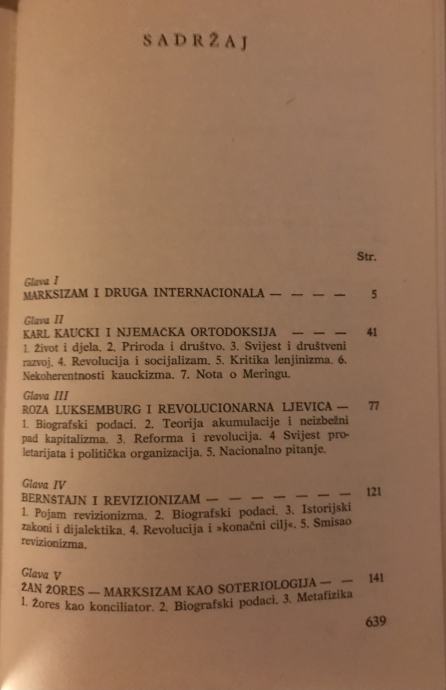 SADRŽAJ
Str.
Glava I
MARKSIZAM I DRUGA INTERNACIONALA — — — — 5
Glava II
KARL KAUCKI I NJEMAČKA ORTODOKSIJA — — — 41
1. Život i djela. 2. Priroda i društvo. 3. Svijest i društveni
razvoj. 4. Revolucija i socijalizam. 5. Kritika lenjinizma. 6.
Nekoherentnosti kauckizma. 7. Nota o Meringu.
Glava III
ROZA LUKSEMBURG I REVOLUCIONARNA LJEVICA — 77
1. Biografski podaci. 2. Teorija akumulacije i neizbežni
pad kapitalizma. 3. Reforma i revolucija. 4 Svijest pro-
letarijata i politička organizacija. 5. Nacionalno pitanje.
Glava IV
BERNŠTAJN I REVIZIONIZAM — — — — — — — 121
1. Pojam revizionizma. 2. Biografski podaci. 3. Istorijski
zakoni i dijalektika. 4. Revolucija i »konačni cilj«. 5. Smisao
revizionizma.
Glava V
ŽAN ŽORES — MARKSIZAM KAO SOTERIOLOGIJA — — 141
1. Žores kao konciliator. 2. Biografski podaci. 3. Metafizika
639